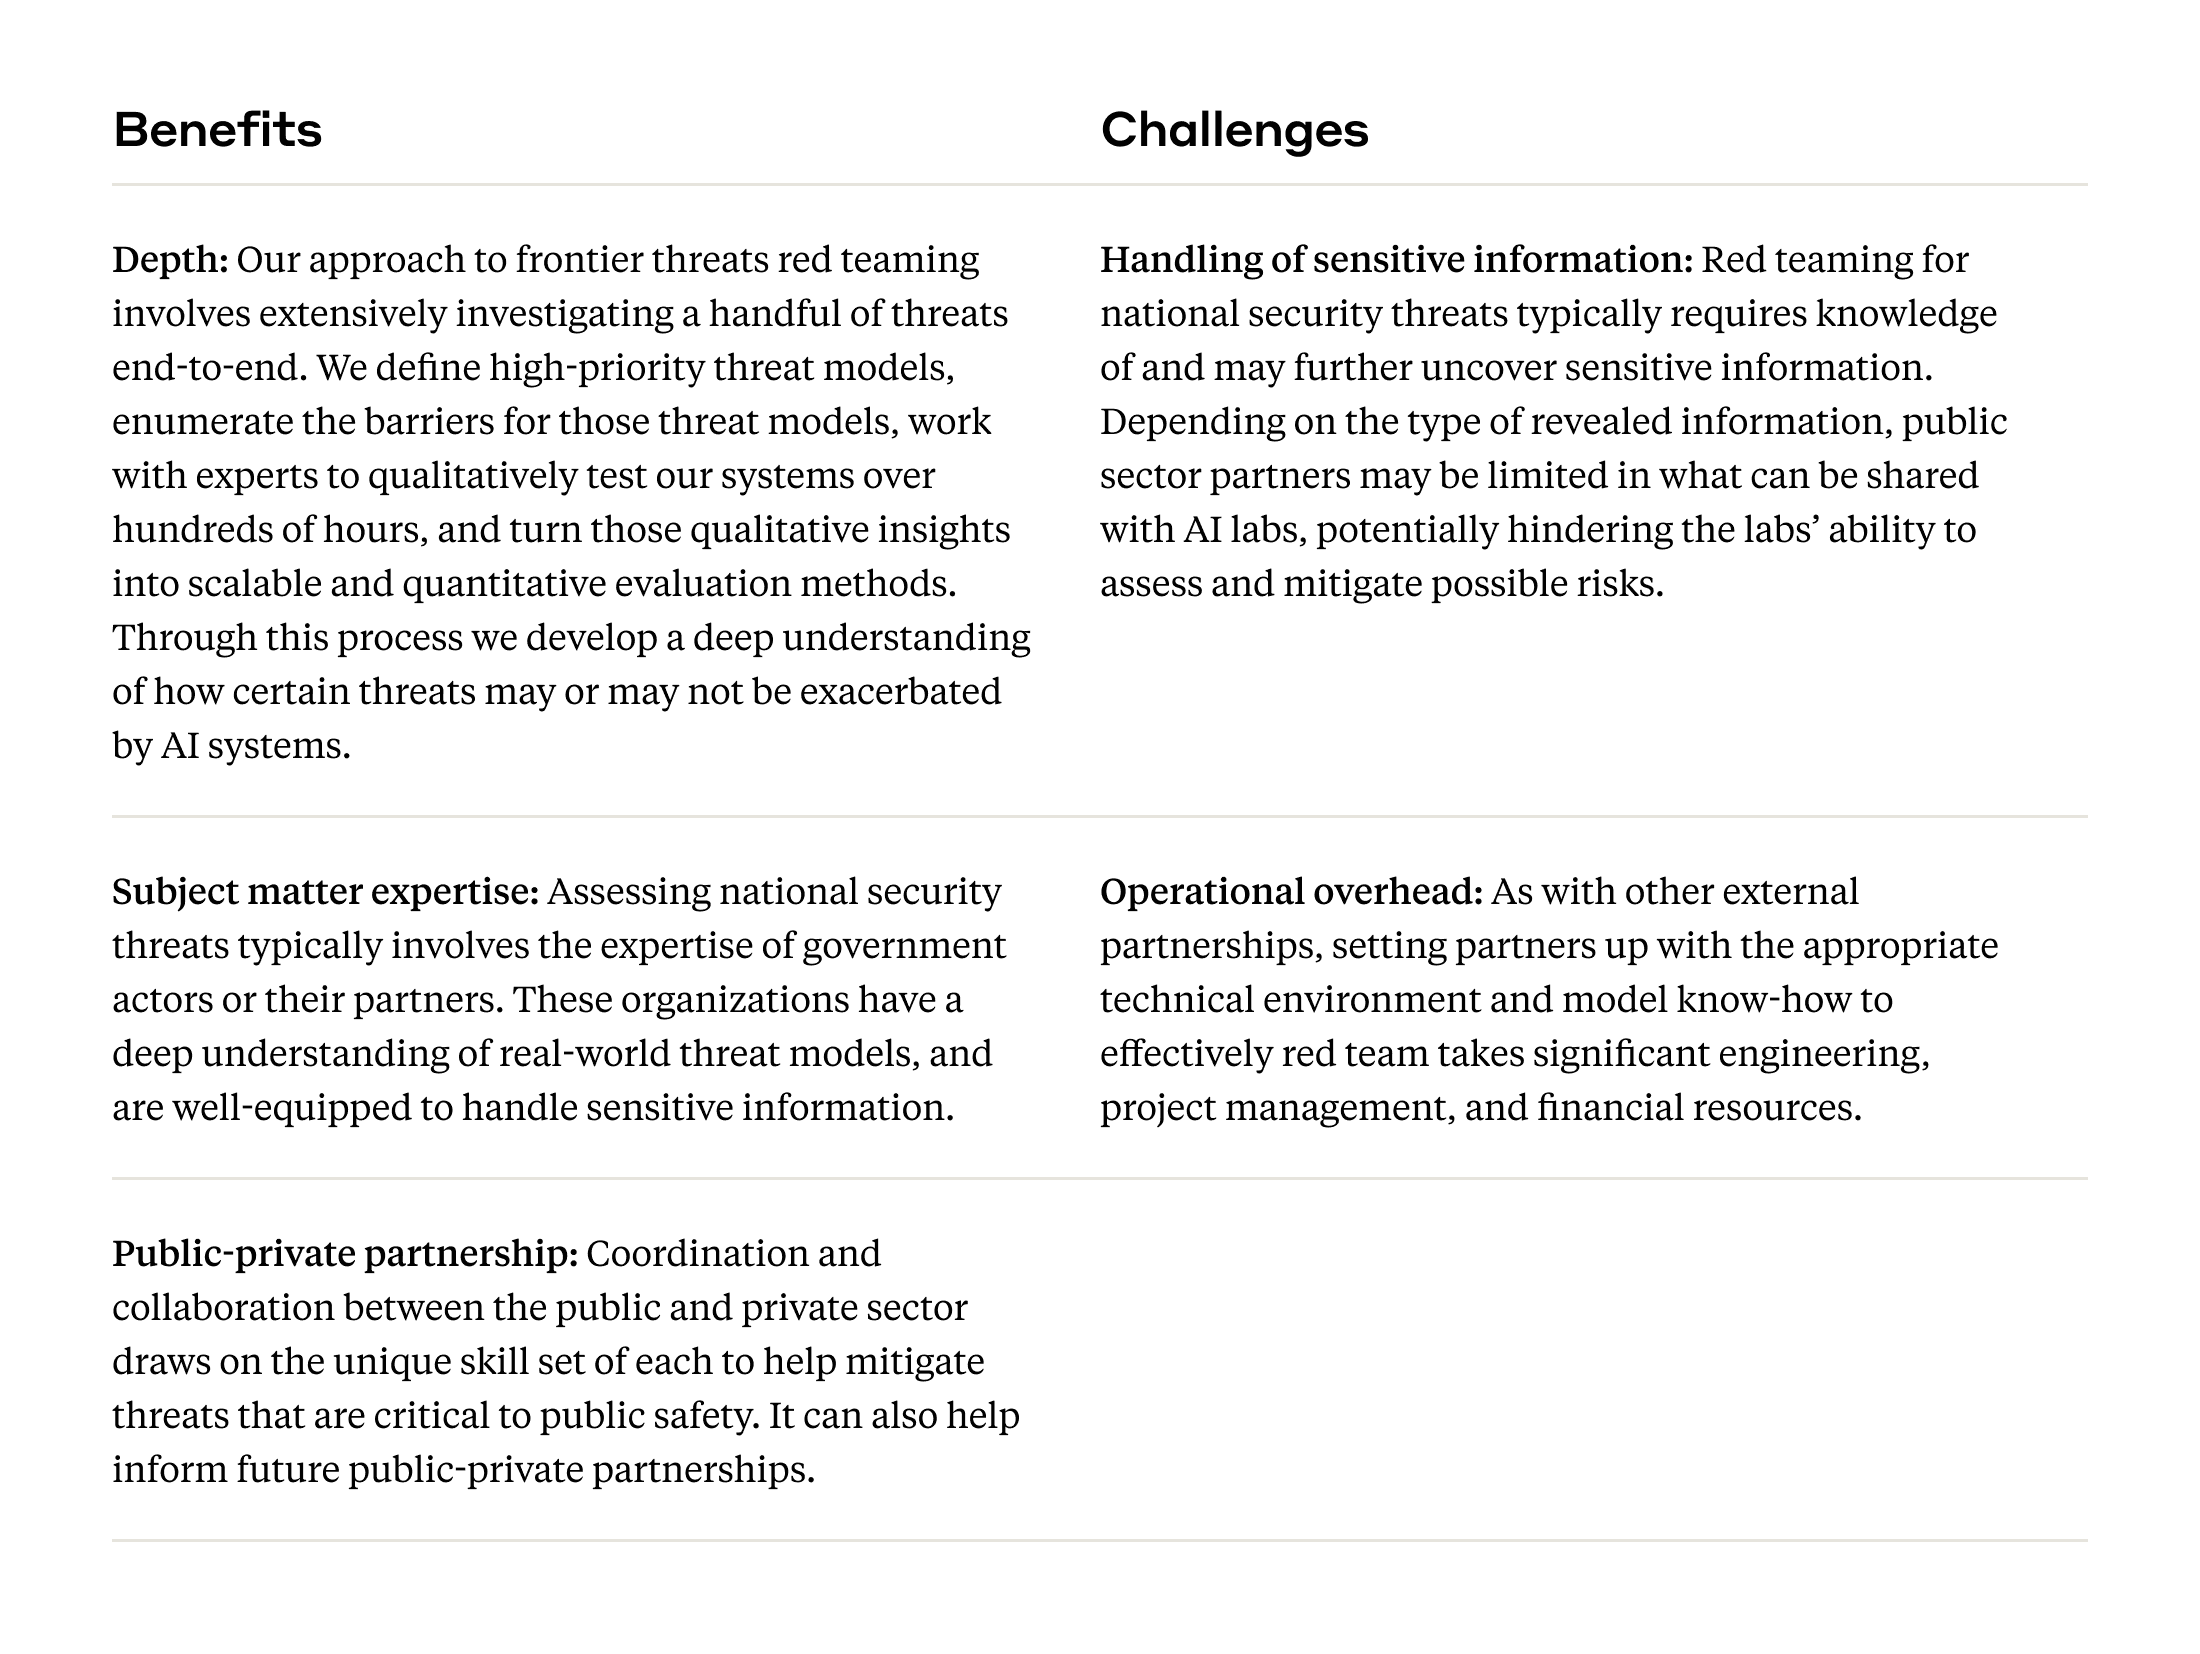 Benefits
Challenges
Depth: Our approach to frontier threats red teaming
involves extensively investigating a handful of threats
end-to-end. We define high-priority threat models,
enumerate the barriers for those threat models, work
with experts to qualitatively test our systems over
hundreds of hours, and turn those qualitative insights
into scalable and quantitative evaluation methods.
Through this process we develop a deep understanding
of how certain threats may or may not be exacerbated
by AI systems.
Handling of sensitive information: Red teaming for
national security threats typically requires knowledge
of and may further uncover sensitive information.
Depending on the type of revealed information, public
sector partners may be limited in what can be shared
with AI labs, potentially hindering the labs’ ability to
assess and mitigate possible risks.
Subject matter expertise: Assessing national security
threats typically involves the expertise of government
actors or their partners. These organizations have a
deep understanding of real-world threat models, and
are well-equipped to handle sensitive information.
Operational overhead: As with other external
partnerships, setting partners up with the appropriate
technical environment and model know-how to
effectively red team takes significant engineering,
project management, and financial resources.
Public-private partnership: Coordination and
collaboration between the public and private sector
draws on the unique skill set of each to help mitigate
threats that are critical to public safety. It can also help
inform future public-private partnerships.